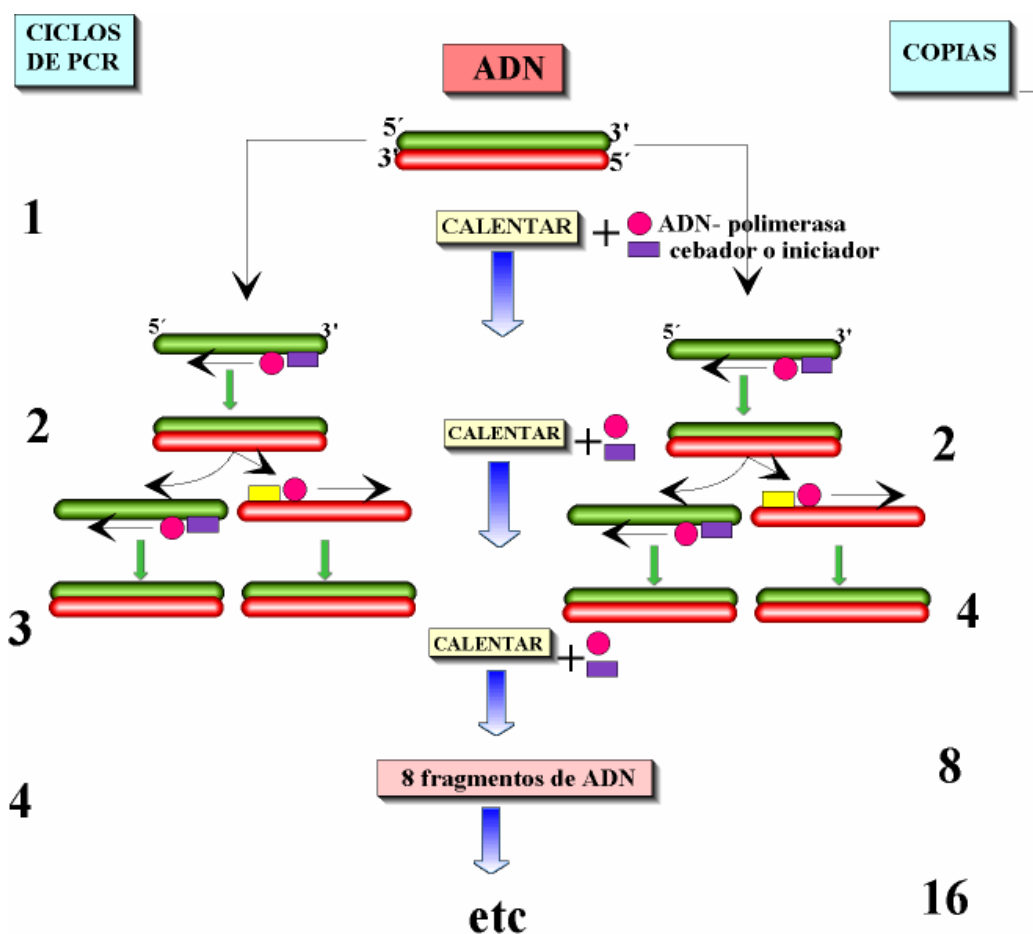 CICLOS
DE PCR
ADN
COPIAS
5´
3'
3'
5´
1
CALENTAR
+
ADN- polimerasa
cebador o iniciador
5´
3'
5´
3'
2
CALENTAR
+
2
3
CALENTAR
+
4
4
8 fragmentos de ADN
8
etc
16